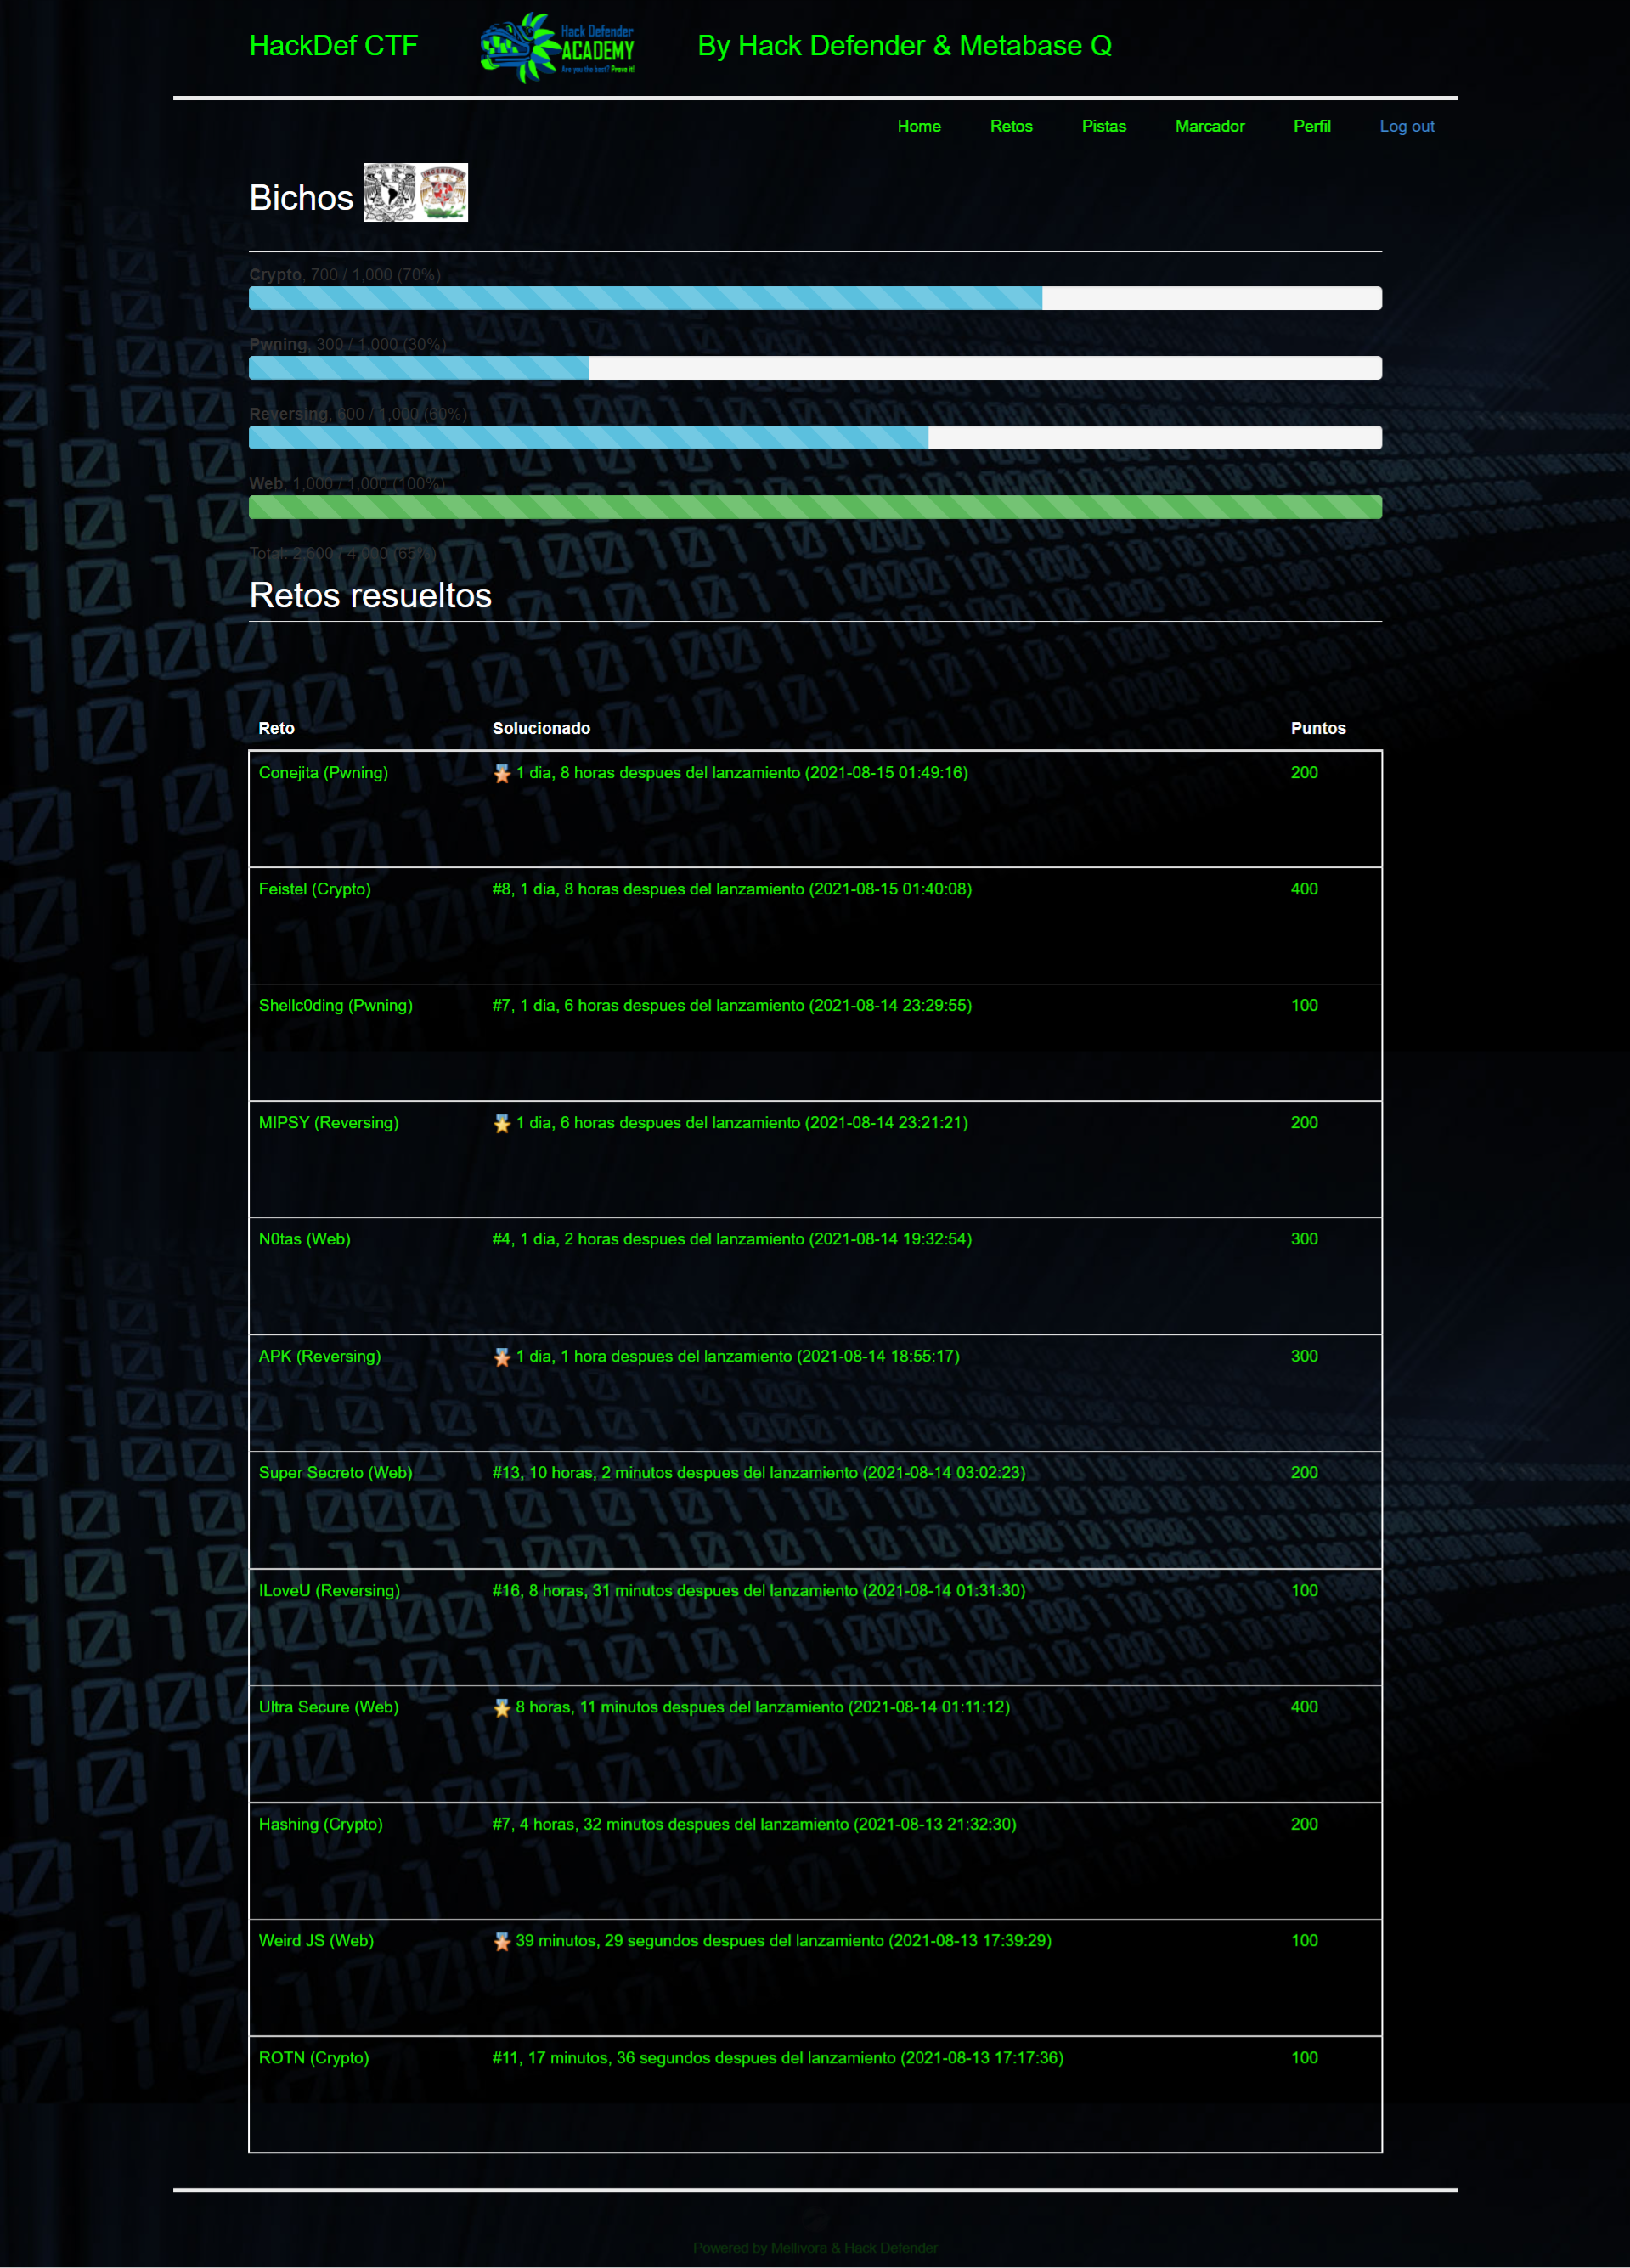 HackDef CTF
Hack Defender
ACADEMY
Are you the best? Prove it!
By Hack Defender & Metabase Q
Home Retos Pistas Marcador Perfil Log out
Bichos
INGENIERIA
Crypto, 700 / 1,000 (70%)
Pwning, 300 / 1,000 (30%)
Reversing, 600 / 1,000 (60%)
Web, 1,000 / 1,000 (100%)
Total: 2,600 / 4,000 (65%)
Retos resueltos
Reto Solucionado Puntos
Conejita (Pwning) 1 dia, 8 horas despues del lanzamiento (2021-08-15 01:49:16) 200
Feistel (Crypto) #8, 1 dia, 8 horas despues del lanzamiento (2021-08-15 01:40:08) 400
Shellc0ding (Pwning) #7, 1 dia, 6 horas despues del lanzamiento (2021-08-14 23:29:55) 100
MIPSY (Reversing) 1 dia, 6 horas despues del lanzamiento (2021-08-14 23:21:21) 200
N0tas (Web) #4, 1 dia, 2 horas despues del lanzamiento (2021-08-14 19:32:54) 300
APK (Reversing) 1 dia, 1 hora despues del lanzamiento (2021-08-14 18:55:17) 300
Super Secreto (Web) #13, 10 horas, 2 minutos despues del lanzamiento (2021-08-14 03:02:23) 200
ILoveU (Reversing) #16, 8 horas, 31 minutos despues del lanzamiento (2021-08-14 01:31:30) 100
Ultra Secure (Web) 8 horas, 11 minutos despues del lanzamiento (2021-08-14 01:11:12) 400
Hashing (Crypto) #7, 4 horas, 32 minutos despues del lanzamiento (2021-08-13 21:32:30) 200
Weird JS (Web) 39 minutos, 29 segundos despues del lanzamiento (2021-08-13 17:39:29) 100
ROTN (Crypto) #11, 17 minutos, 36 segundos despues del lanzamiento (2021-08-13 17:17:36) 100
Powered by Mellivora & Hack Defender